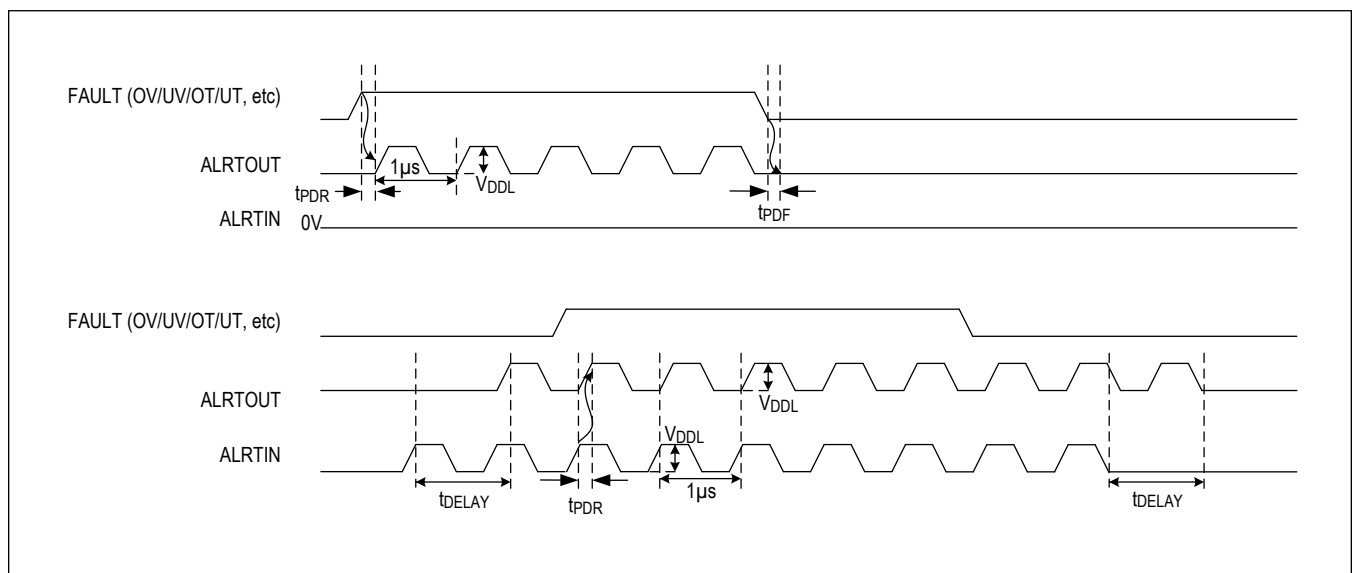 FAULT (OV/UV/OT/UT, etc)
ALRTOUT
1µs
VDDL
tPDR
tPDF
ALRTIN
0V
FAULT (OV/UV/OT/UT, etc)
ALRTOUT
VDDL
ALRTIN
VDDL
tDELAY
tPDR
1µs
tDELAY